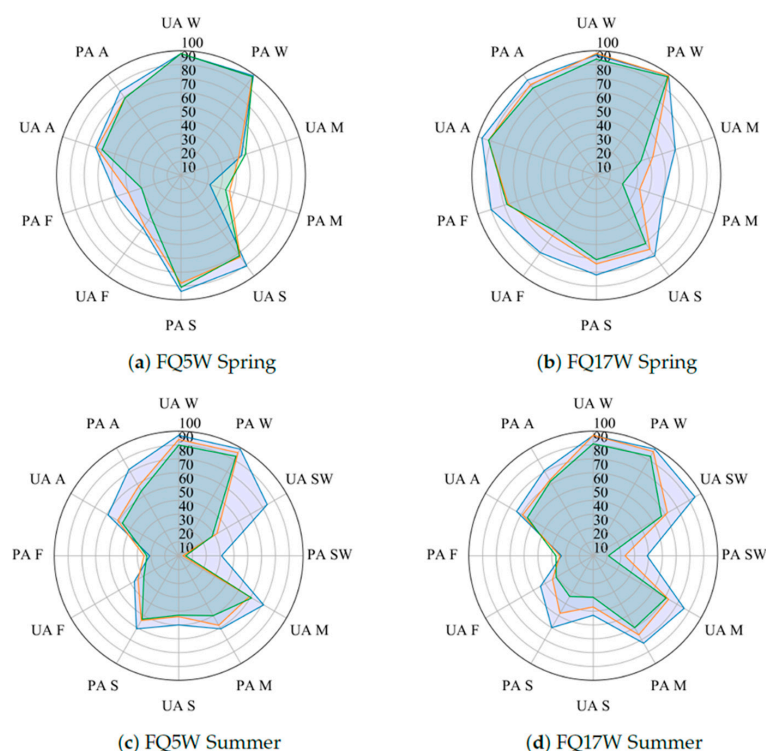 UA W
PA W
UA M
PA M
UA S
PA S
UA F
PA F
UA A
PA A
100
90
80
70
60
50
40
30
20
10
(a) FQ5W Spring
UA W
PA W
UA M
PA M
UA S
PA S
UA F
PA F
UA A
PA A
100
90
80
70
60
50
40
30
20
10
(b) FQ17W Spring
UA W
PA W
UA SW
PA SW
UA M
PA M
UA S
PA S
UA F
PA F
UA A
PA A
100
90
80
70
60
50
40
30
20
10
(c) FQ5W Summer
UA W
PA W
UA SW
PA SW
UA M
PA M
UA S
PA S
UA F
PA F
UA A
PA A
100
90
80
70
60
50
40
30
20
10
(d) FQ17W Summer